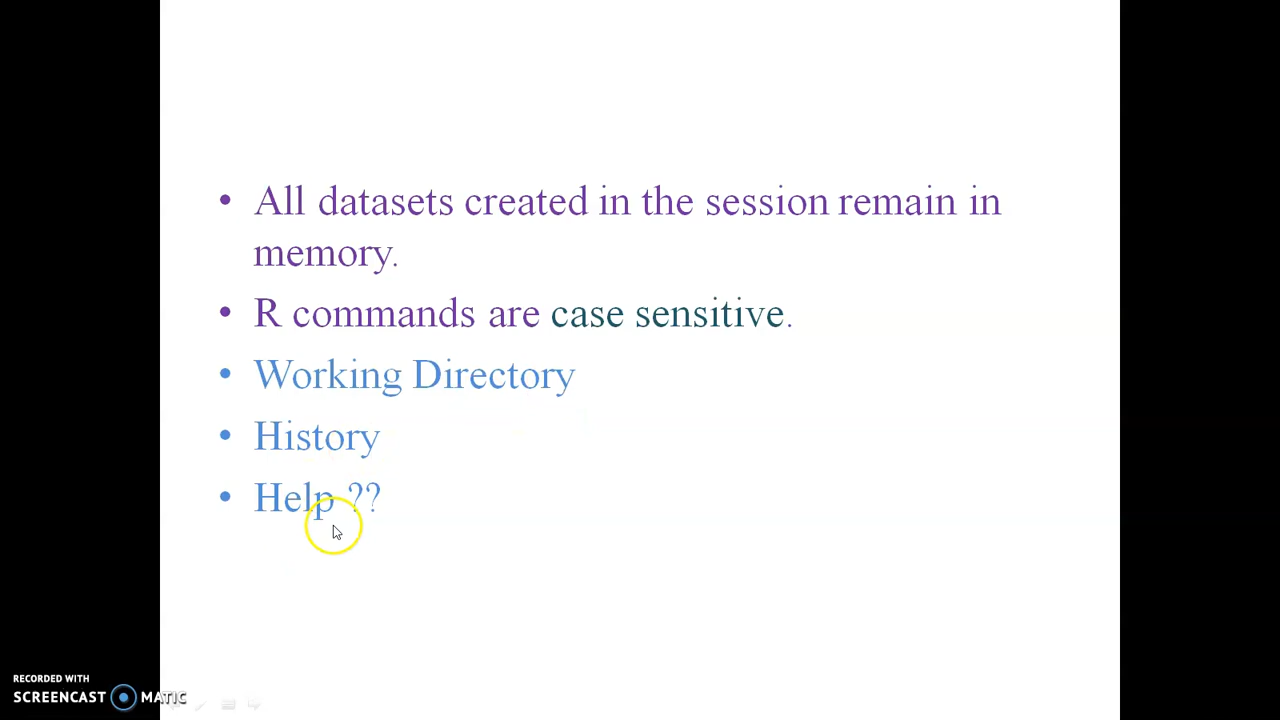 • All datasets created in the session remain in
memory.
• R commands are case sensitive.
• Working Directory
• History
• Help ??
RECORDED WITH
SCREENCAST MATIC